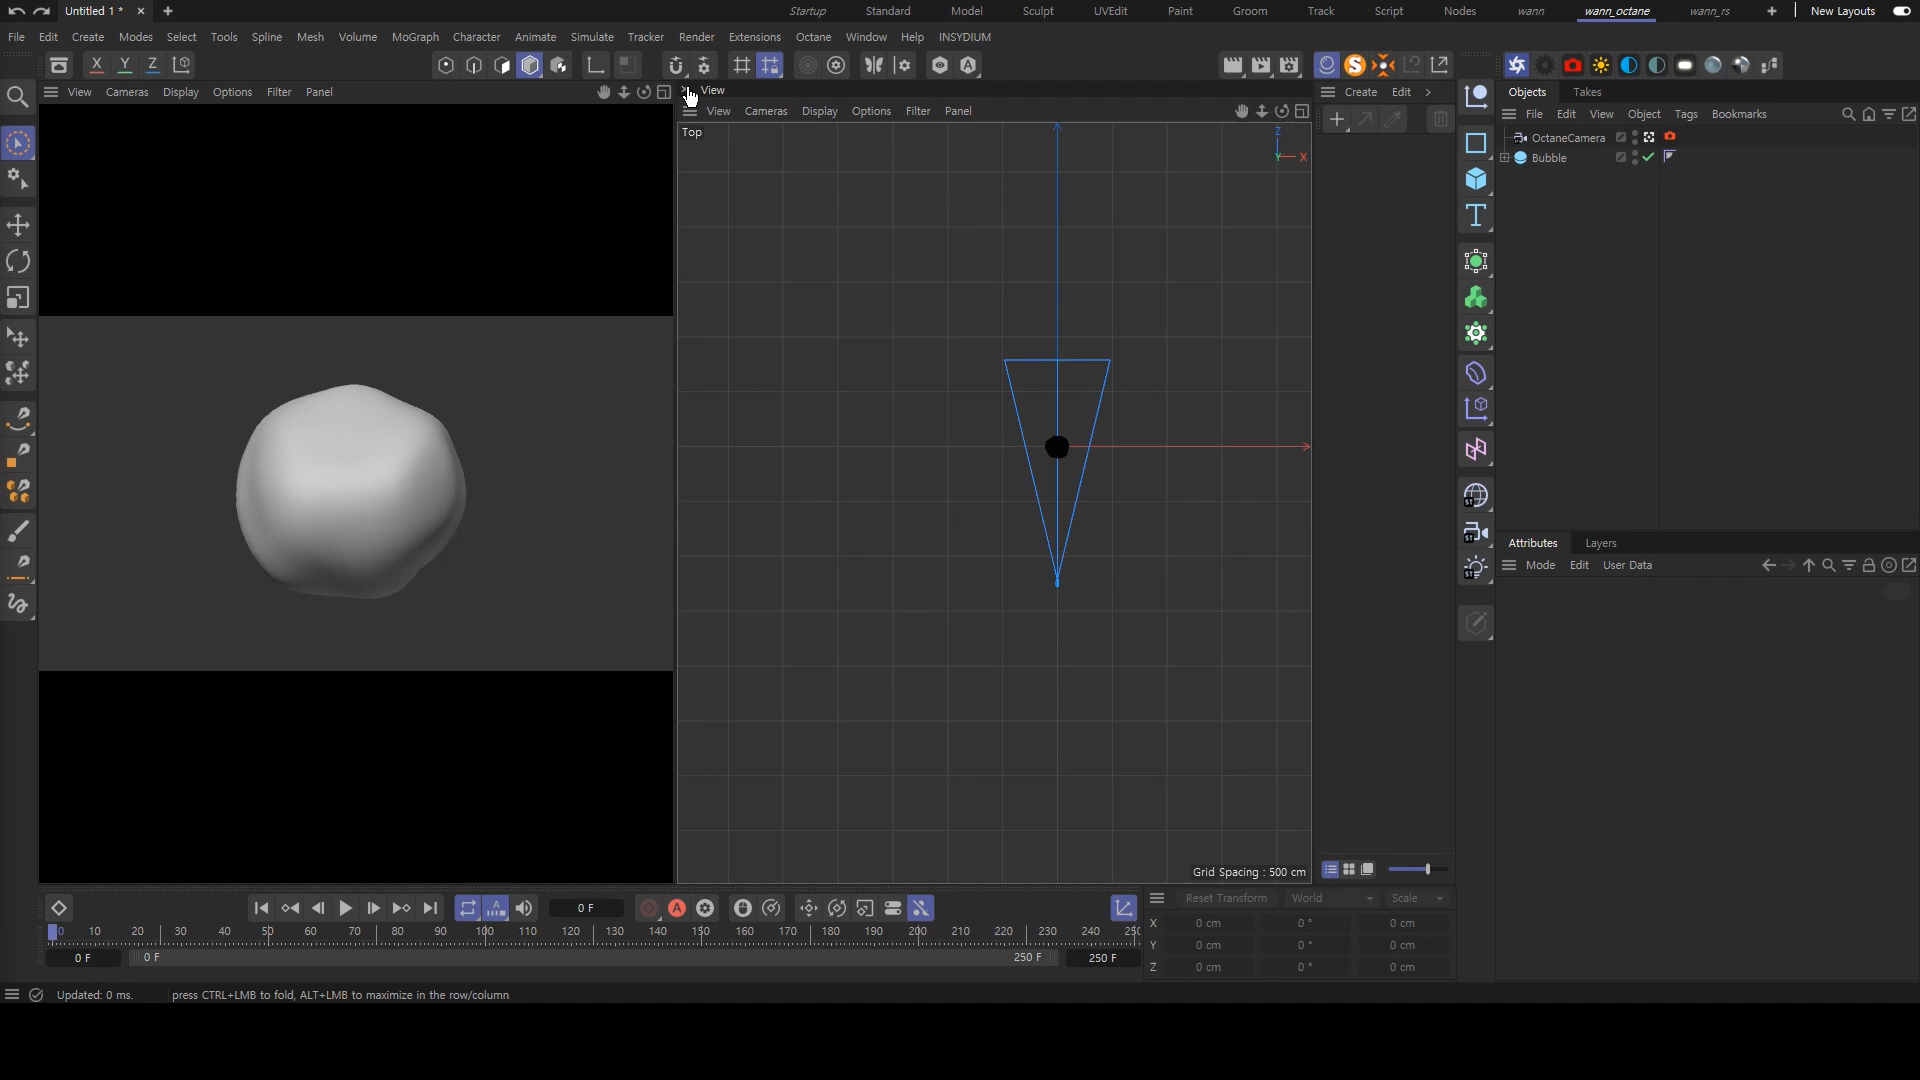 Untitled 1 * × +
Startup Standard Model Sculpt UVEdit Paint Groom Track Script Nodes wann wann_octane wann_rs + New Layouts
File Edit Create Modes Select Tools Spline Mesh Volume MoGraph Character Animate Simulate Tracker Render Extensions Octane Window Help INSYDIUM
X Y Z
View Cameras Display Options Filter Panel
View
View Cameras Display Options Filter Panel
Top
Z
Y X
Create Edit >
Objects Takes
File Edit View Object Tags Bookmarks
OctaneCamera
Bubble
Attributes Layers
Mode Edit User Data
Grid Spacing : 500 cm
0 F
Reset Transform World Scale
0 10 20 30 40 50 60 70 80 90 100 110 120 130 140 150 160 170 180 190 200 210 220 230 240 25
X 0 cm 0 ° 0 cm
Y 0 cm 0 ° 0 cm
Z 0 cm 0 ° 0 cm
0 F 0 F 250 F 250 F
Updated: 0 ms. press CTRL+LMB to fold, ALT+LMB to maximize in the row/column